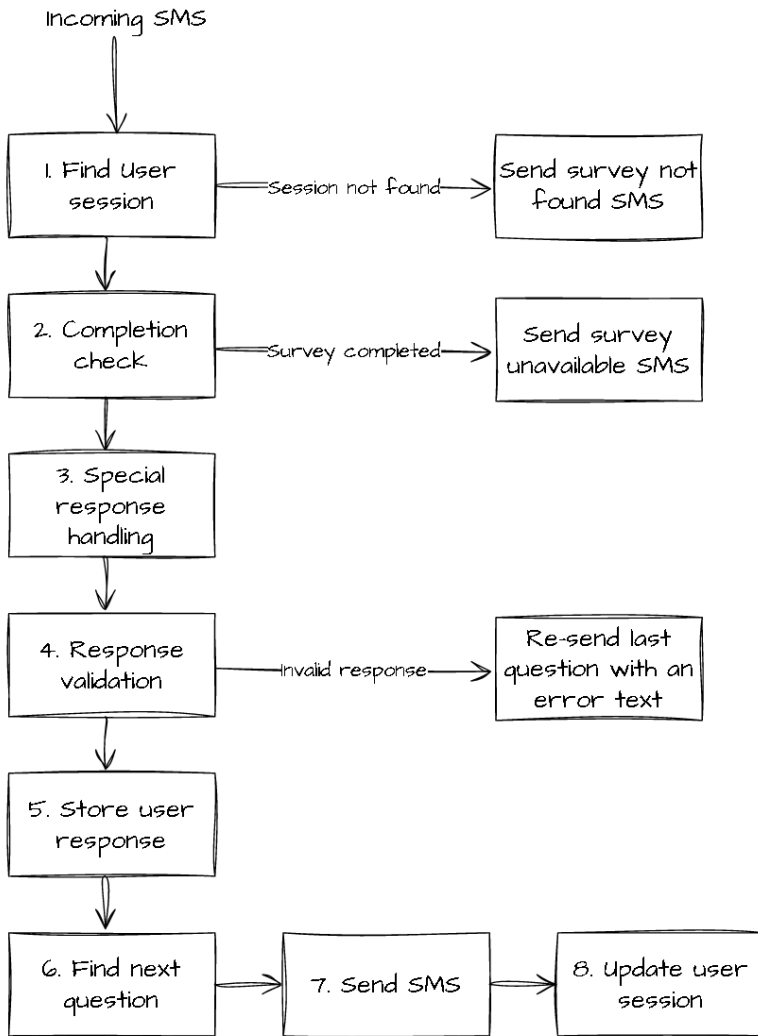 Incoming SMS
1. Find User
session
Session not found
Send survey not
found SMS
2. Completion
check
Survey completed
Send survey
unavailable SMS
3. Special
response
handling
4. Response
validation
Invalid response
Re-send last
question with an
error text
5. Store user
response
6. Find next
question
7. Send SMS
8. Update user
session